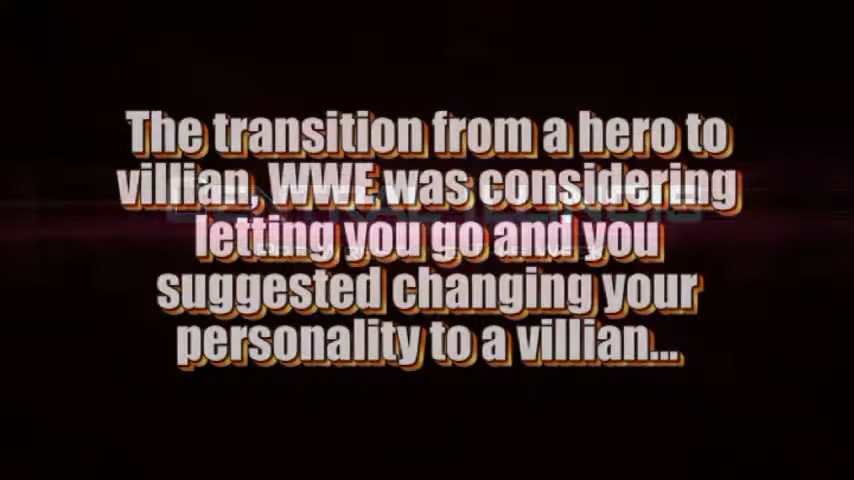 The transition from a hero to
villian, WWE was considering
letting you go and you
suggested changing your
personality to a villian...